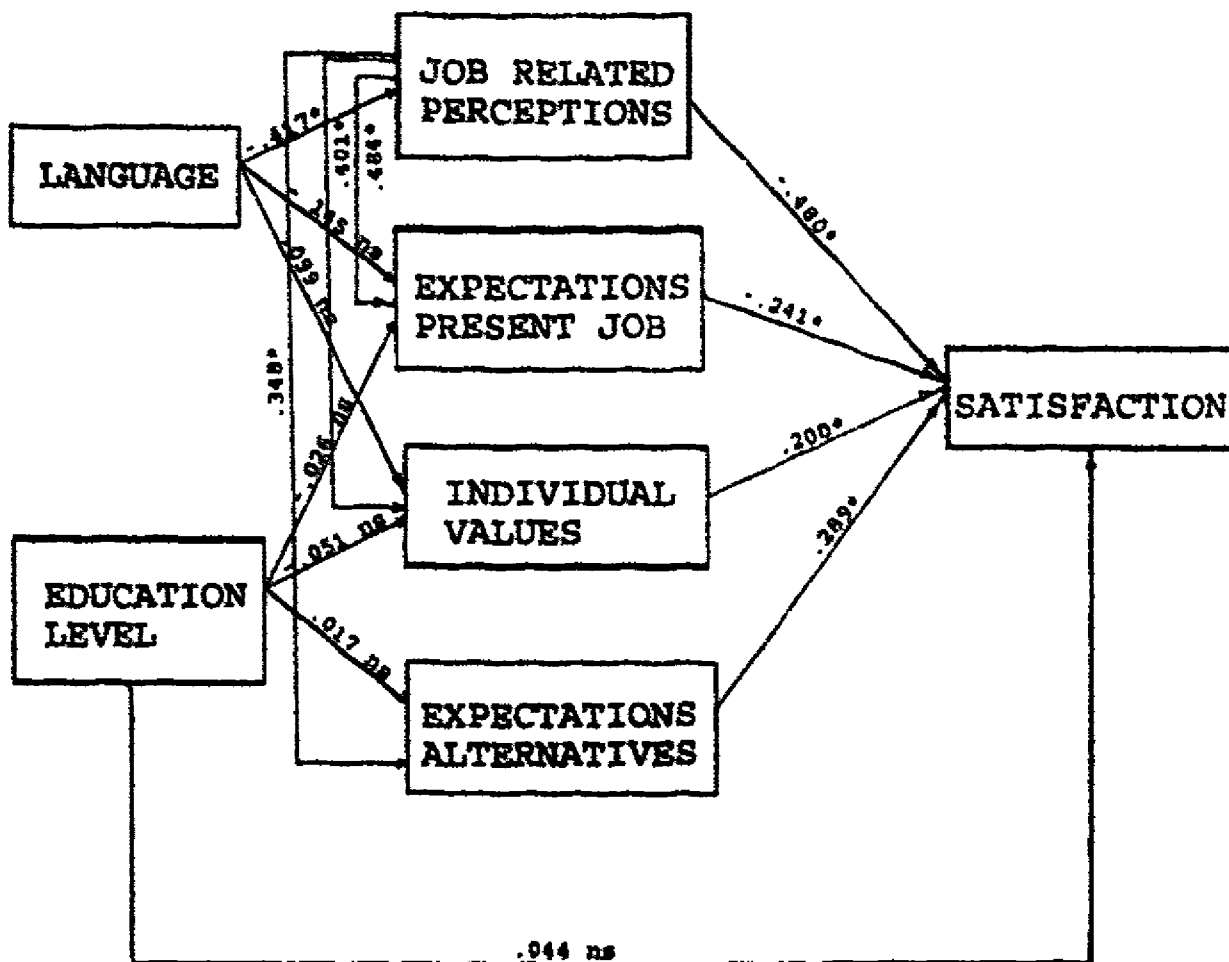 JOB RELATED
PERCEPTIONS
LANGUAGE
-.417*
.401*
.484*
-.480*
EXPECTATIONS
PRESENT JOB
-.241*
SATISFACTION
.348*
-.026 ns
.200*
INDIVIDUAL
VALUES
-.051 ns
.289*
EDUCATION
LEVEL
.017 ns
EXPECTATIONS
ALTERNATIVES
.044 ns